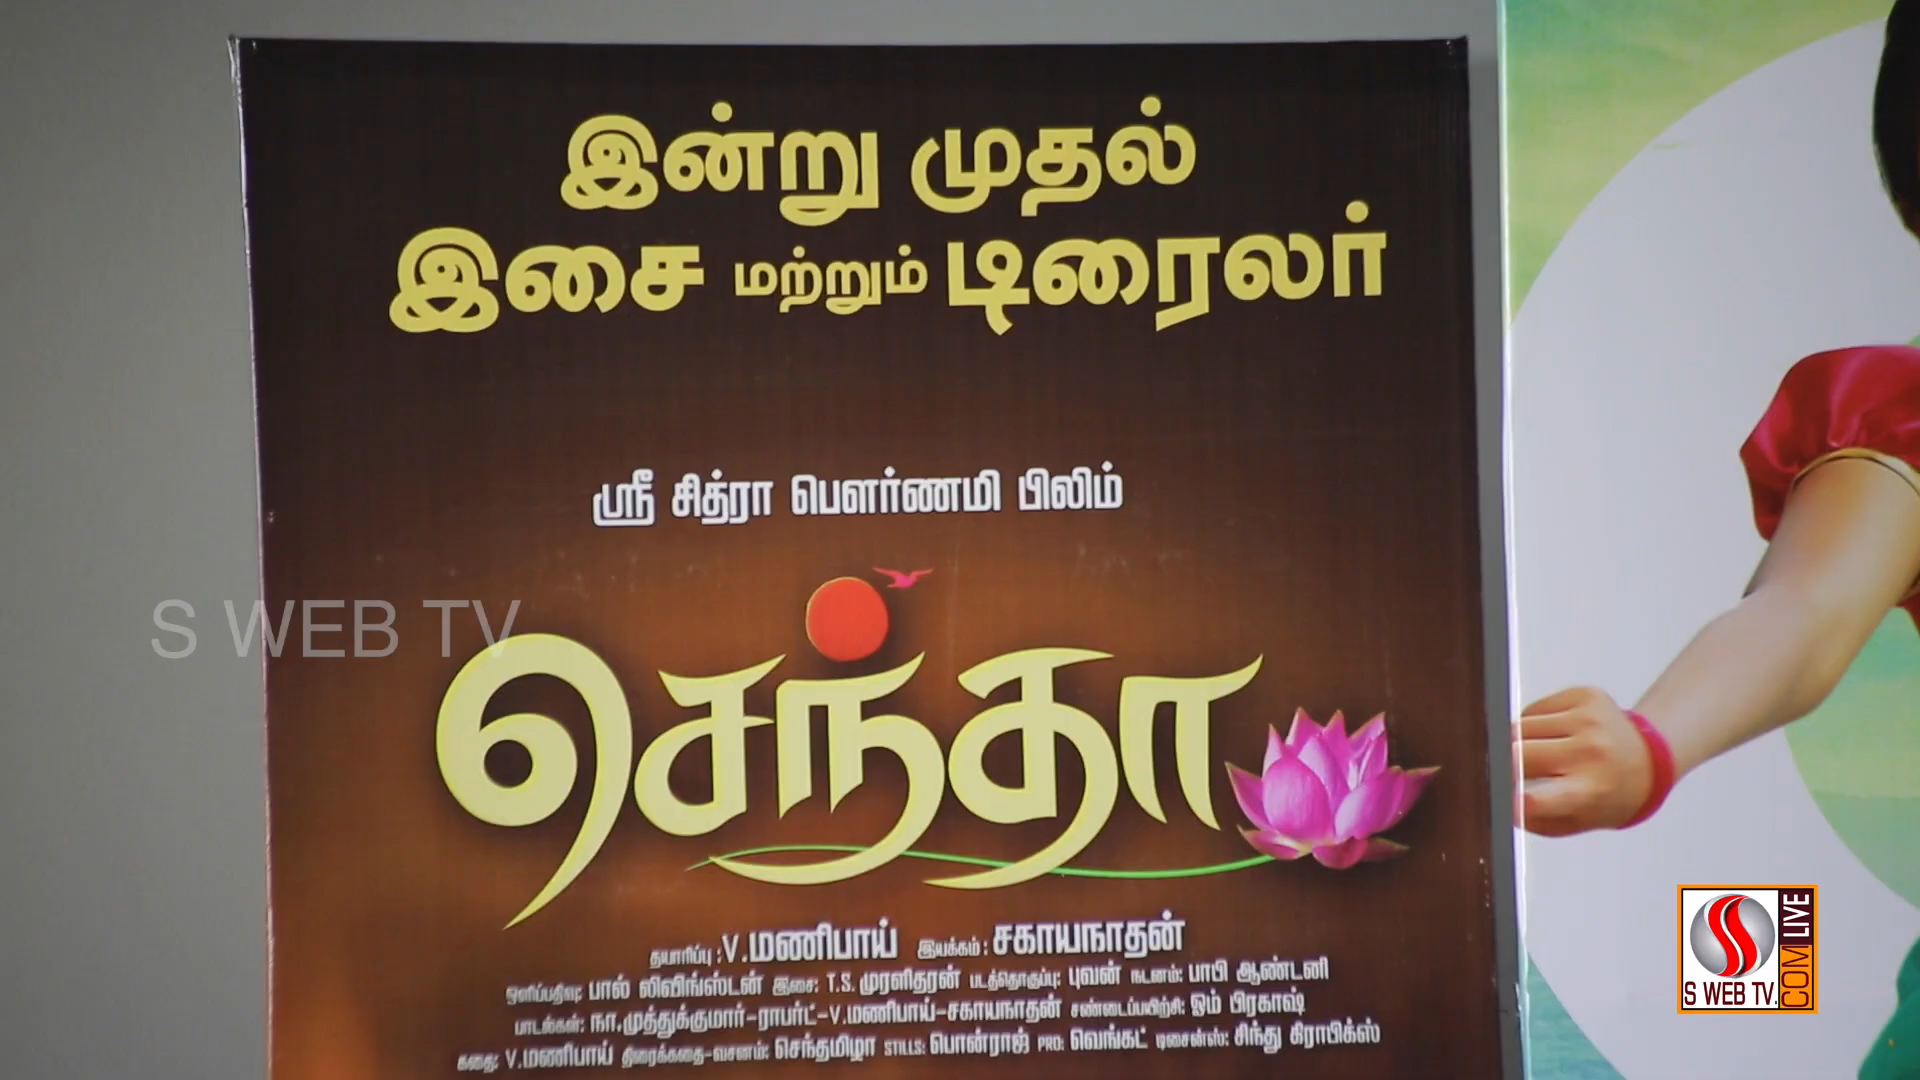 இன்று முதல்
இசை மற்றும் டிரைலர்
ஸ்ரீ சித்ரா பௌர்ணமி பிலிம்
S WEB TV
செந்தா
தயாரிப்பு : V.மணிபாய் இயக்கம் : சகாயநாதன்
ஒளிப்பதிவு: பால் லிவிங்ஸ்டன் இசை: T.S. முரளிதரன் படத்தொகுப்பு: புவன் நடனம்: பாபி ஆண்டனி
பாடல்கள்: நா.முத்துக்குமார்-ராபர்ட்-V.மணிபாய்-சகாயநாதன் சண்டைப்பயிற்சி: ஓம் பிரகாஷ்
கதை: V.மணிபாய் திரைக்கதை-வசனம்: செந்தமிழா STILLS: பொன்ராஜ் PRO: வெங்கட் டிசைன்ஸ்: சிந்து கிராபிக்ஸ்
S WEB TV.
COM LIVE